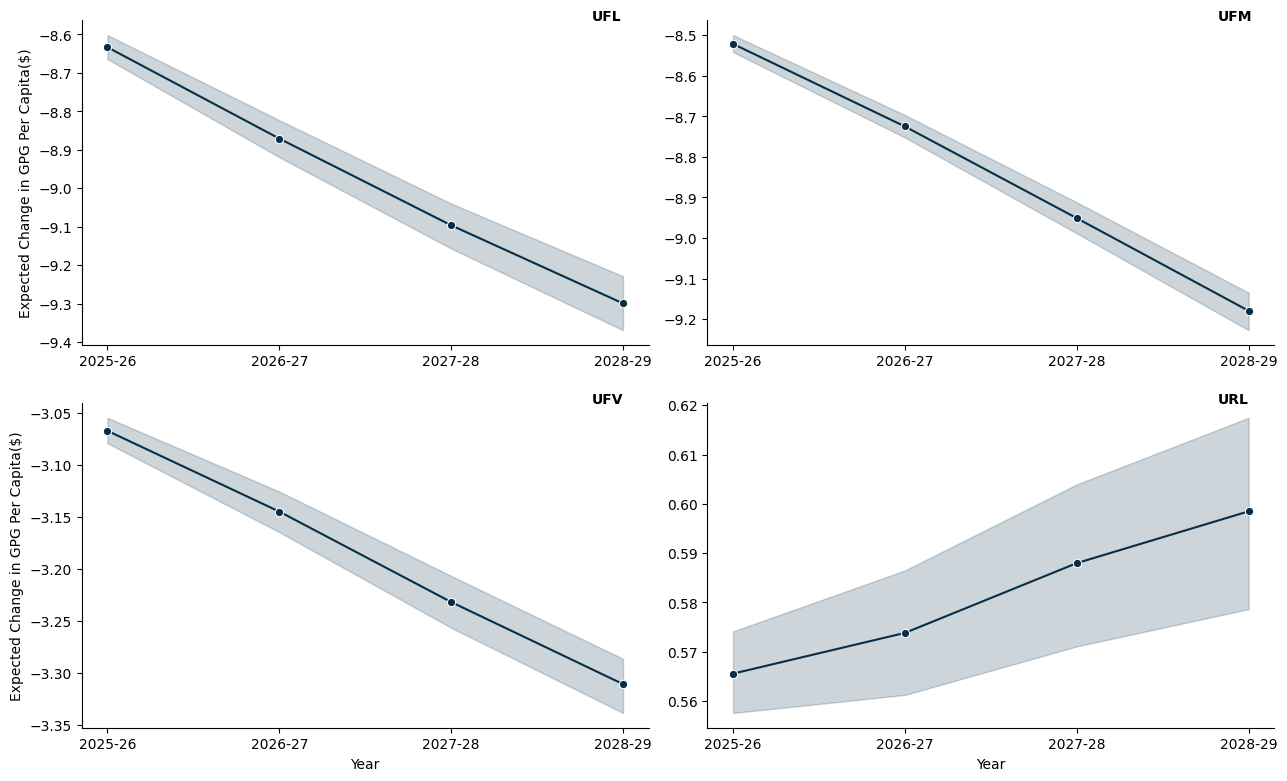 UFL
Expected Change in GPG Per Capita($)
−8.6
−8.7
−8.8
−8.9
−9.0
−9.1
−9.2
−9.3
−9.4
2025-26 2026-27 2027-28 2028-29
UFM
−8.5
−8.6
−8.7
−8.8
−8.9
−9.0
−9.1
−9.2
2025-26 2026-27 2027-28 2028-29
UFV
Expected Change in GPG Per Capita($)
−3.05
−3.10
−3.15
−3.20
−3.25
−3.30
−3.35
2025-26 2026-27 2027-28 2028-29
Year
URL
0.62
0.61
0.60
0.59
0.58
0.57
0.56
2025-26 2026-27 2027-28 2028-29
Year